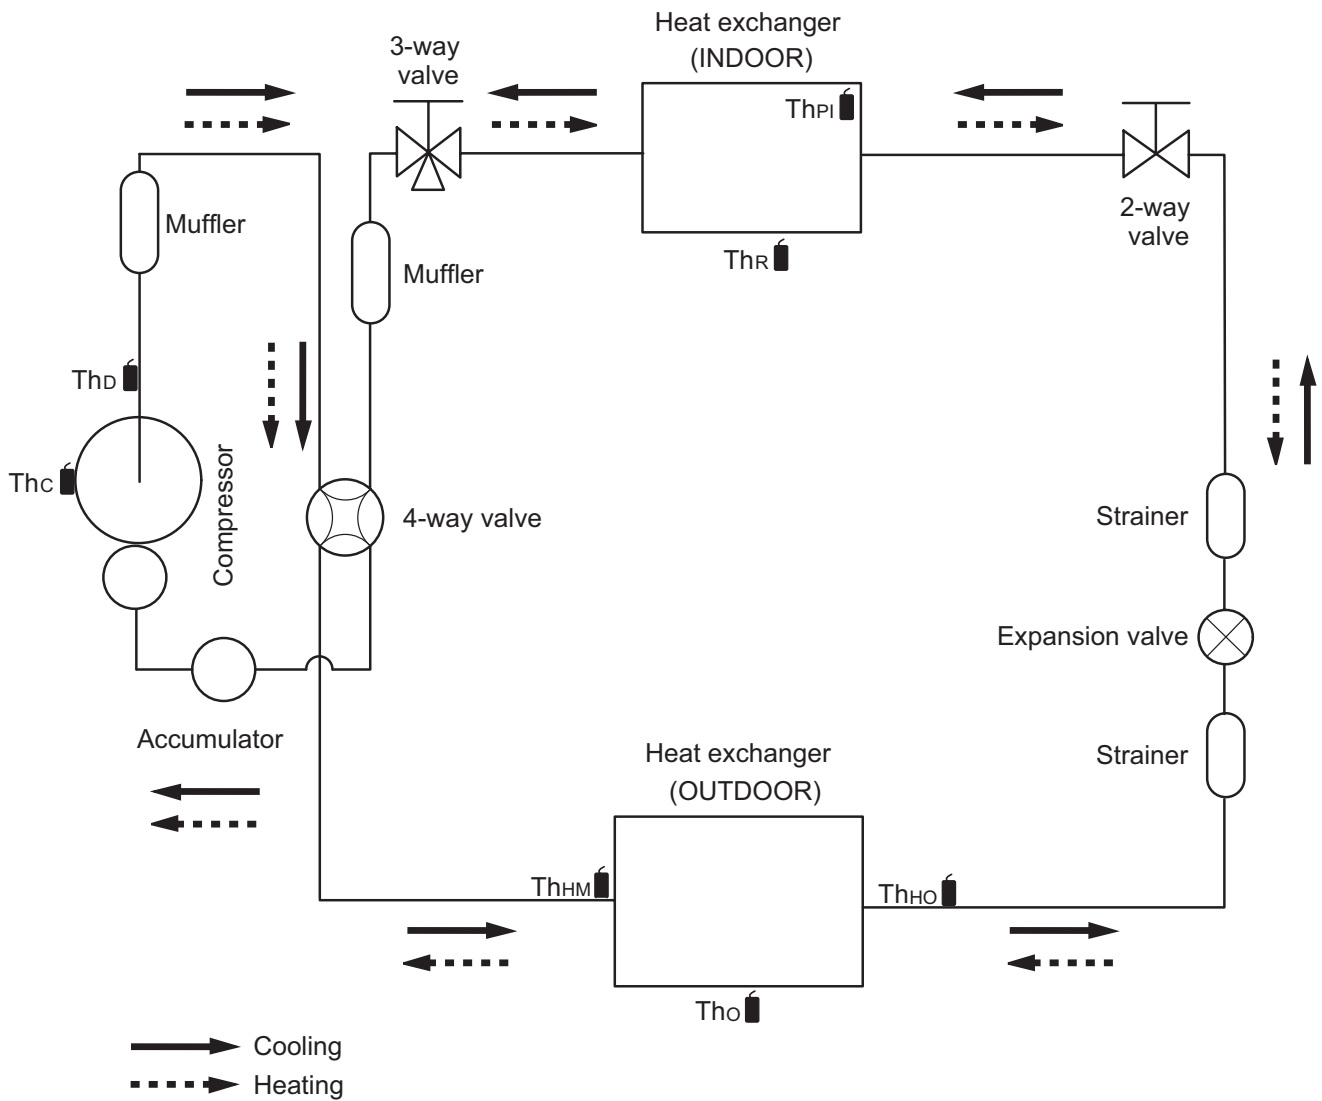 Heat exchanger
(INDOOR)
3-way
valve
ThPI
Muffler
2-way
valve
ThR
Muffler
ThD
ThC
Compressor
4-way valve
Strainer
Expansion valve
Accumulator
Strainer
Heat exchanger
(OUTDOOR)
ThHM
ThHO
ThO
Cooling
Heating